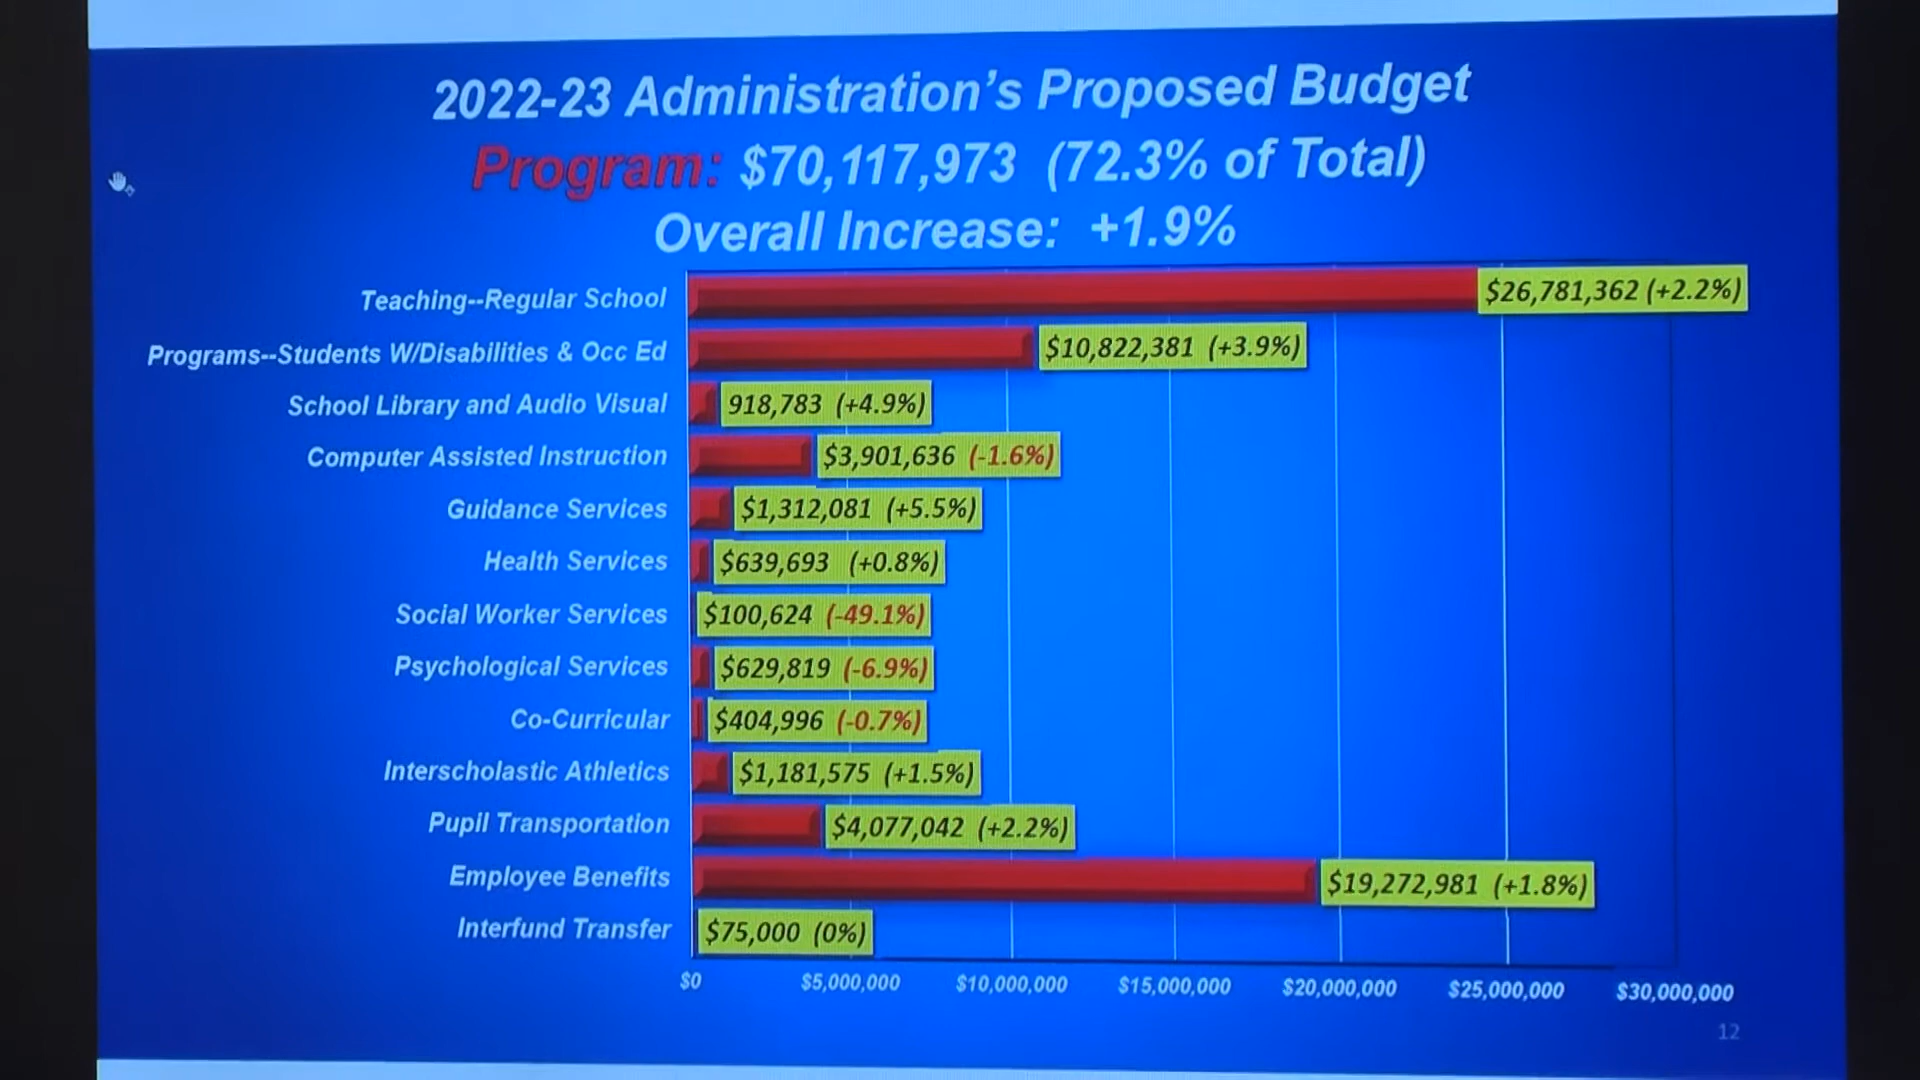 2022-23 Administration's Proposed Budget
Program: $70,117,973 (72.3% of Total)
Overall Increase: +1.9%
Teaching--Regular School $26,781,362 (+2.2%)
Programs--Students W/Disabilities & Occ Ed $10,822,381 (+3.9%)
School Library and Audio Visual 918,783 (+4.9%)
Computer Assisted Instruction $3,901,636 (-1.6%)
Guidance Services $1,312,081 (+5.5%)
Health Services $639,693 (+0.8%)
Social Worker Services $100,624 (-49.1%)
Psychological Services $629,819 (-6.9%)
Co-Curricular $404,996 (-0.7%)
Interscholastic Athletics $1,181,575 (+1.5%)
Pupil Transportation $4,077,042 (+2.2%)
Employee Benefits $19,272,981 (+1.8%)
Interfund Transfer $75,000 (0%)
$0 $5,000,000 $10,000,000 $15,000,000 $20,000,000 $25,000,000 $30,000,000
12